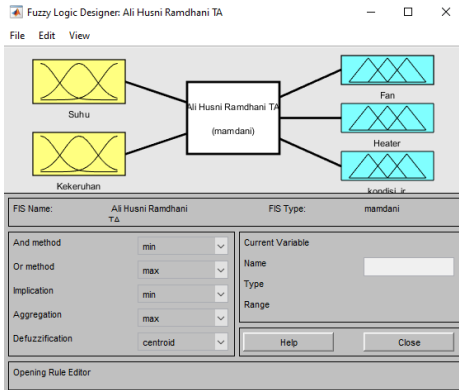 Fuzzy Logic Designer: Ali Husni Ramdhani TA
File Edit View
Suhu
Kekeruhan
Ali Husni Ramdhani TA
(mamdani)
Fan
Heater
kondisi_ir
FIS Name: Ali Husni Ramdhani TA FIS Type: mamdani
And method min
Or method max
Implication min
Aggregation max
Defuzzification centroid
Current Variable
Name
Type
Range
Help Close
Opening Rule Editor